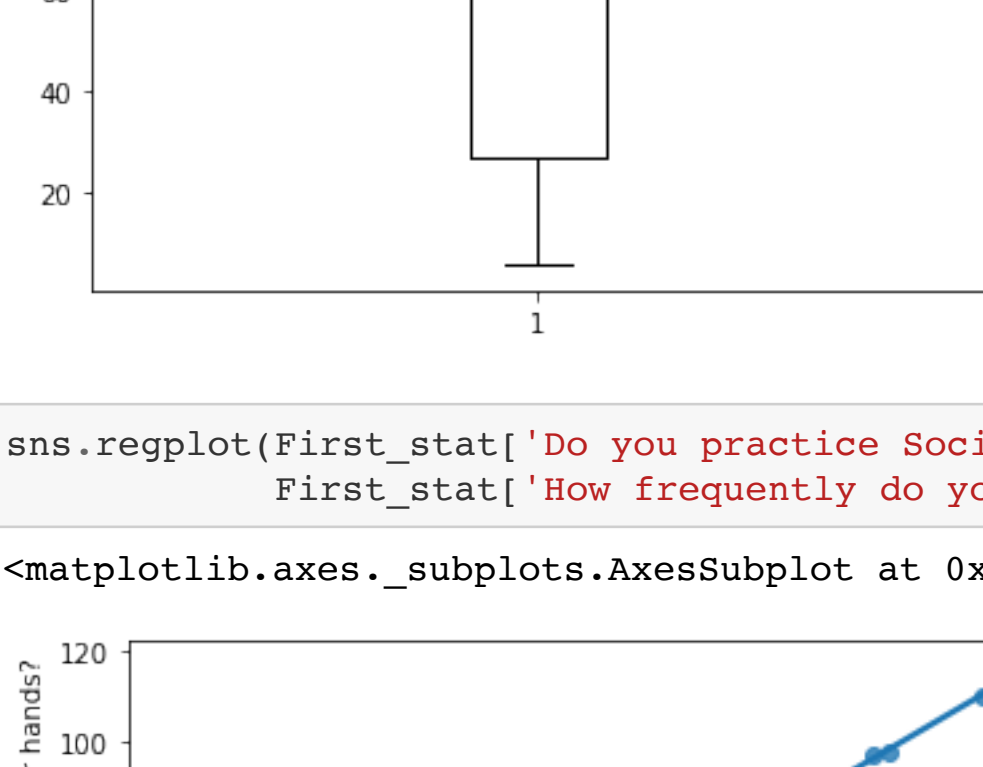 40
20
1
sns.regplot(First_stat['Do you practice Soci
First_stat['How frequently do yo
<matplotlib.axes._subplots.AxesSubplot at 0x
120
hands?
100